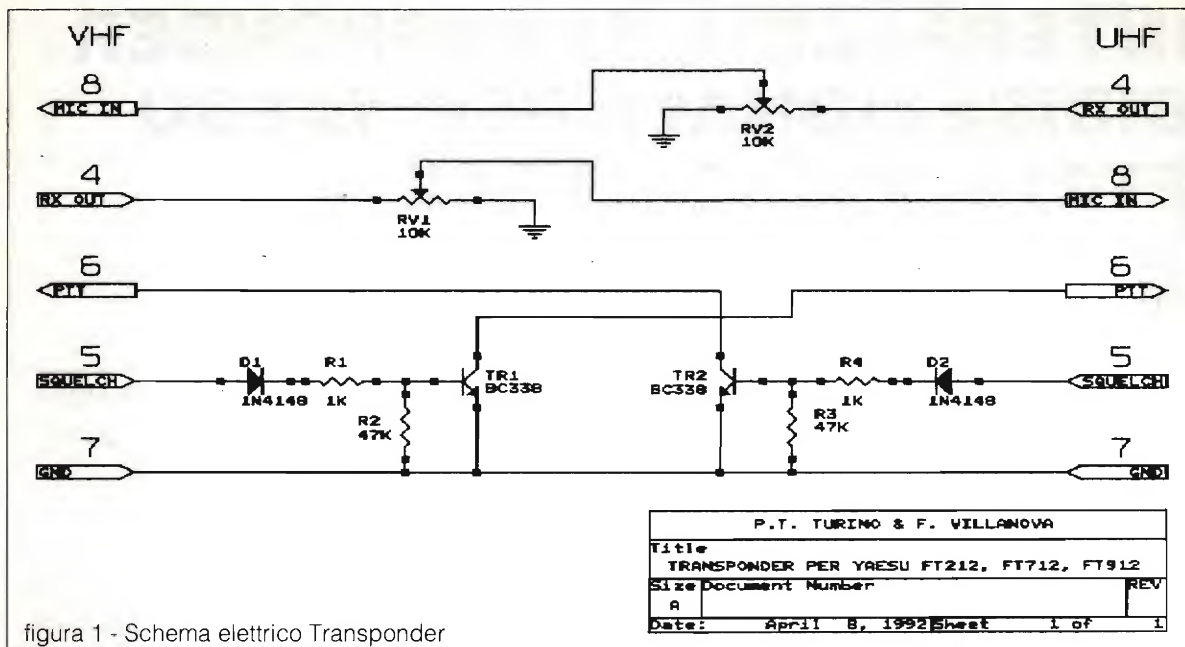 VHF UHF
8 4
MIC IN RX OUT
RV2
10K
4 8
RX OUT MIC IN
RV1
10K
6 6
PTT PTT
5 D1 R1 TR1 TR2 R4 D2 5
SQUELCH BC338 BC338 SQUELCH
1N4148 1K 1K 1N4148
R2 R3
47K 47K
7 7
GND GND
P.T. TURINO & F. VILLANOVA
Title
TRANSPONDER PER YAESU FT212, FT712, FT912
Size Document Number REV
A
Date: April 8, 1992 Sheet 1 of 1
figura 1 - Schema elettrico Transponder